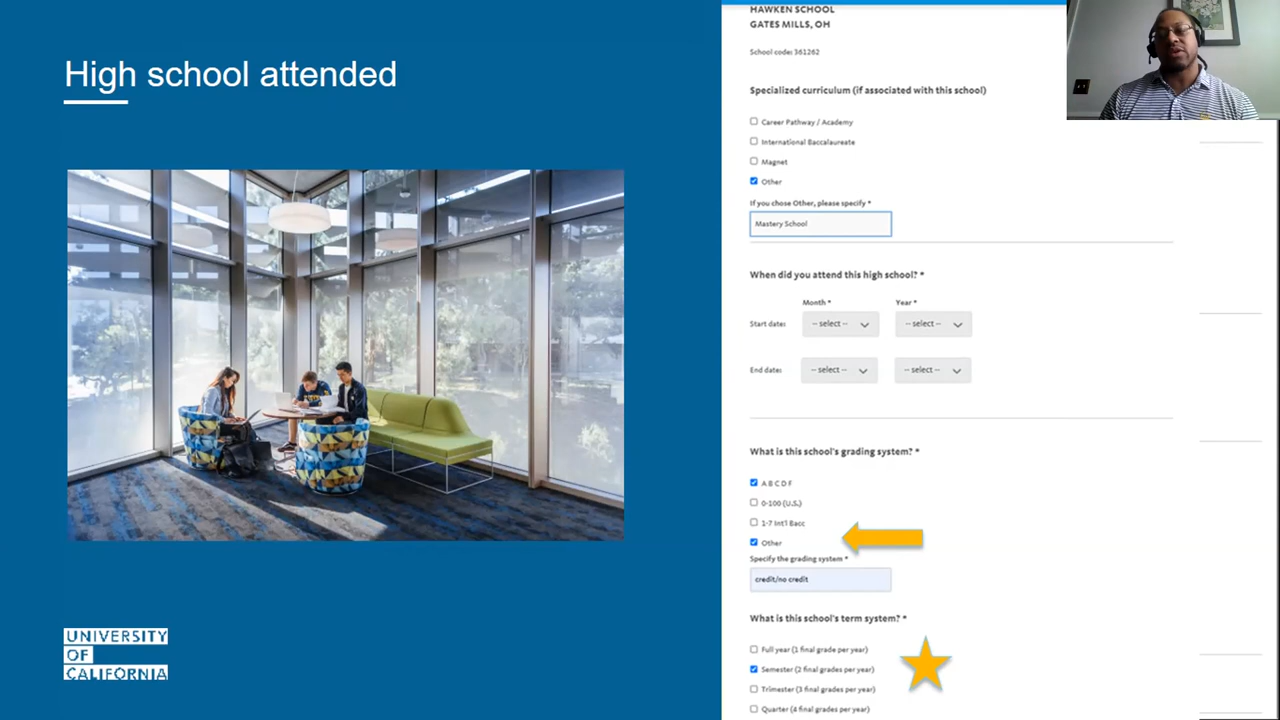 High school attended
UNIVERSITY
OF
CALIFORNIA
HAWKEN SCHOOL
GATES MILLS, OH
School code: 361262
Specialized curriculum (if associated with this school)
Career Pathway / Academy
International Baccalaureate
Magnet
Other
If you chose Other, please specify *
Mastery School
When did you attend this high school? *
Month * Year *
Start date: -- select -- -- select --
End date: -- select -- -- select --
What is this school's grading system? *
A B C D F
0-100 (U.S.)
1-7 Int'l Bacc
Other
Specify the grading system *
credit/no credit
What is this school's term system? *
Full year (1 final grade per year)
Semester (2 final grades per year)
Trimester (3 final grades per year)
Quarter (4 final grades per year)